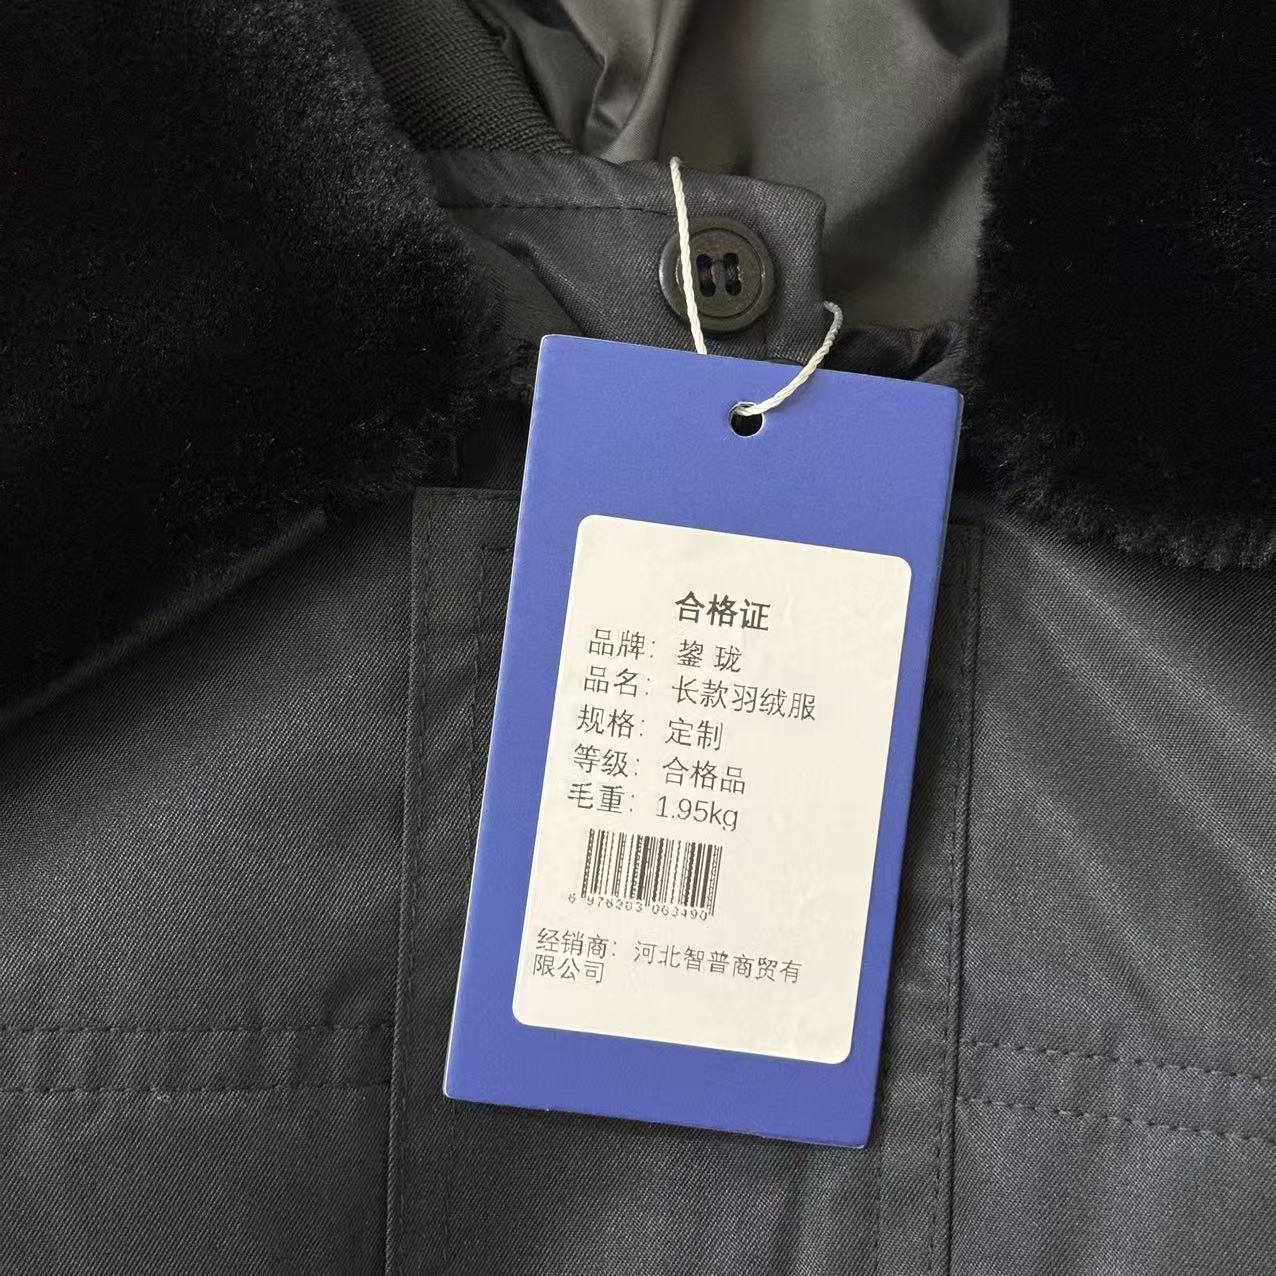 合格证
品牌：鋆珑
品名：长款羽绒服
规格：定制
等级：合格品
毛重：1.95kg
6 978303 063490
经销商：河北智普商贸有
限公司